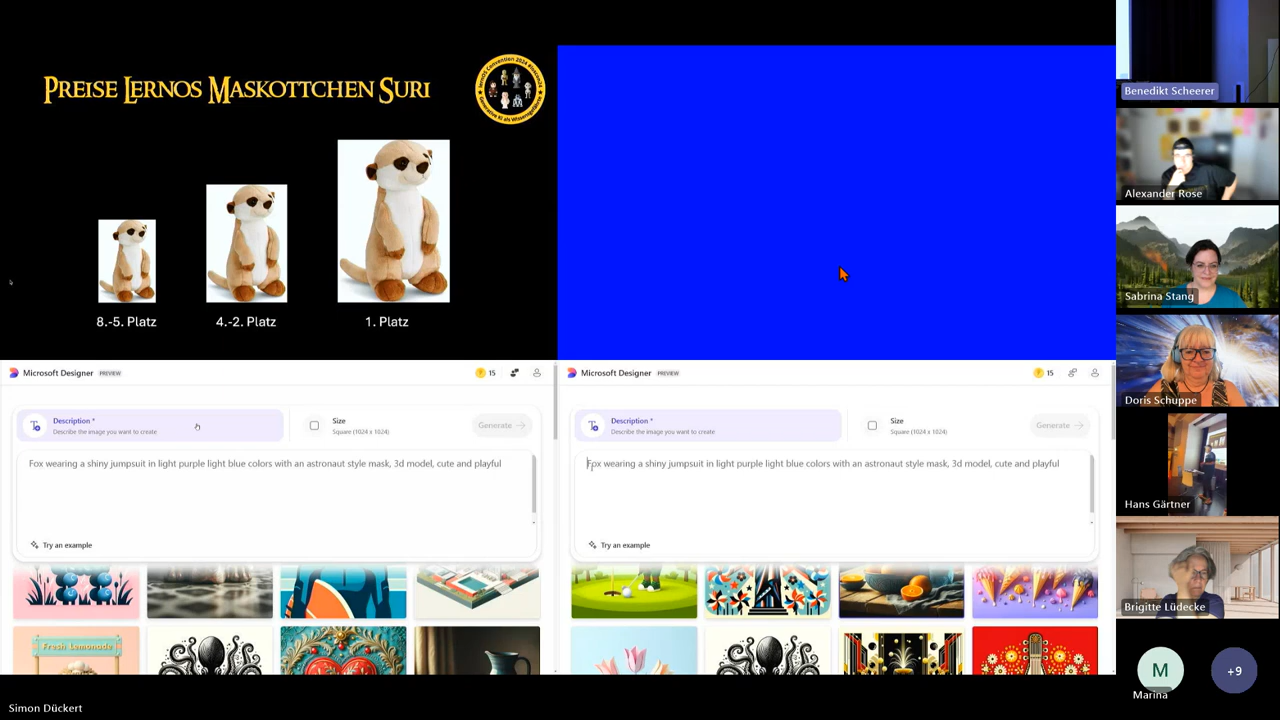 PREISE LERNOS MASKOTTCHEN SURI
8.-5. Platz
4.-2. Platz
1. Platz
Microsoft Designer PREVIEW
15
Description *
Describe the image you want to create
Size
Square (1024 x 1024)
Generate
Fox wearing a shiny jumpsuit in light purple light blue colors with an astronaut style mask, 3d model, cute and playful
Try an example
Fresh Lemonade
Microsoft Designer PREVIEW
15
Description *
Describe the image you want to create
Size
Square (1024 x 1024)
Generate
Fox wearing a shiny jumpsuit in light purple light blue colors with an astronaut style mask, 3d model, cute and playful
Try an example
Benedikt Scheerer
Alexander Rose
Sabrina Stang
Doris Schuppe
Hans Gärtner
Brigitte Lüdecke
M
Marina
+9
Simon Dückert